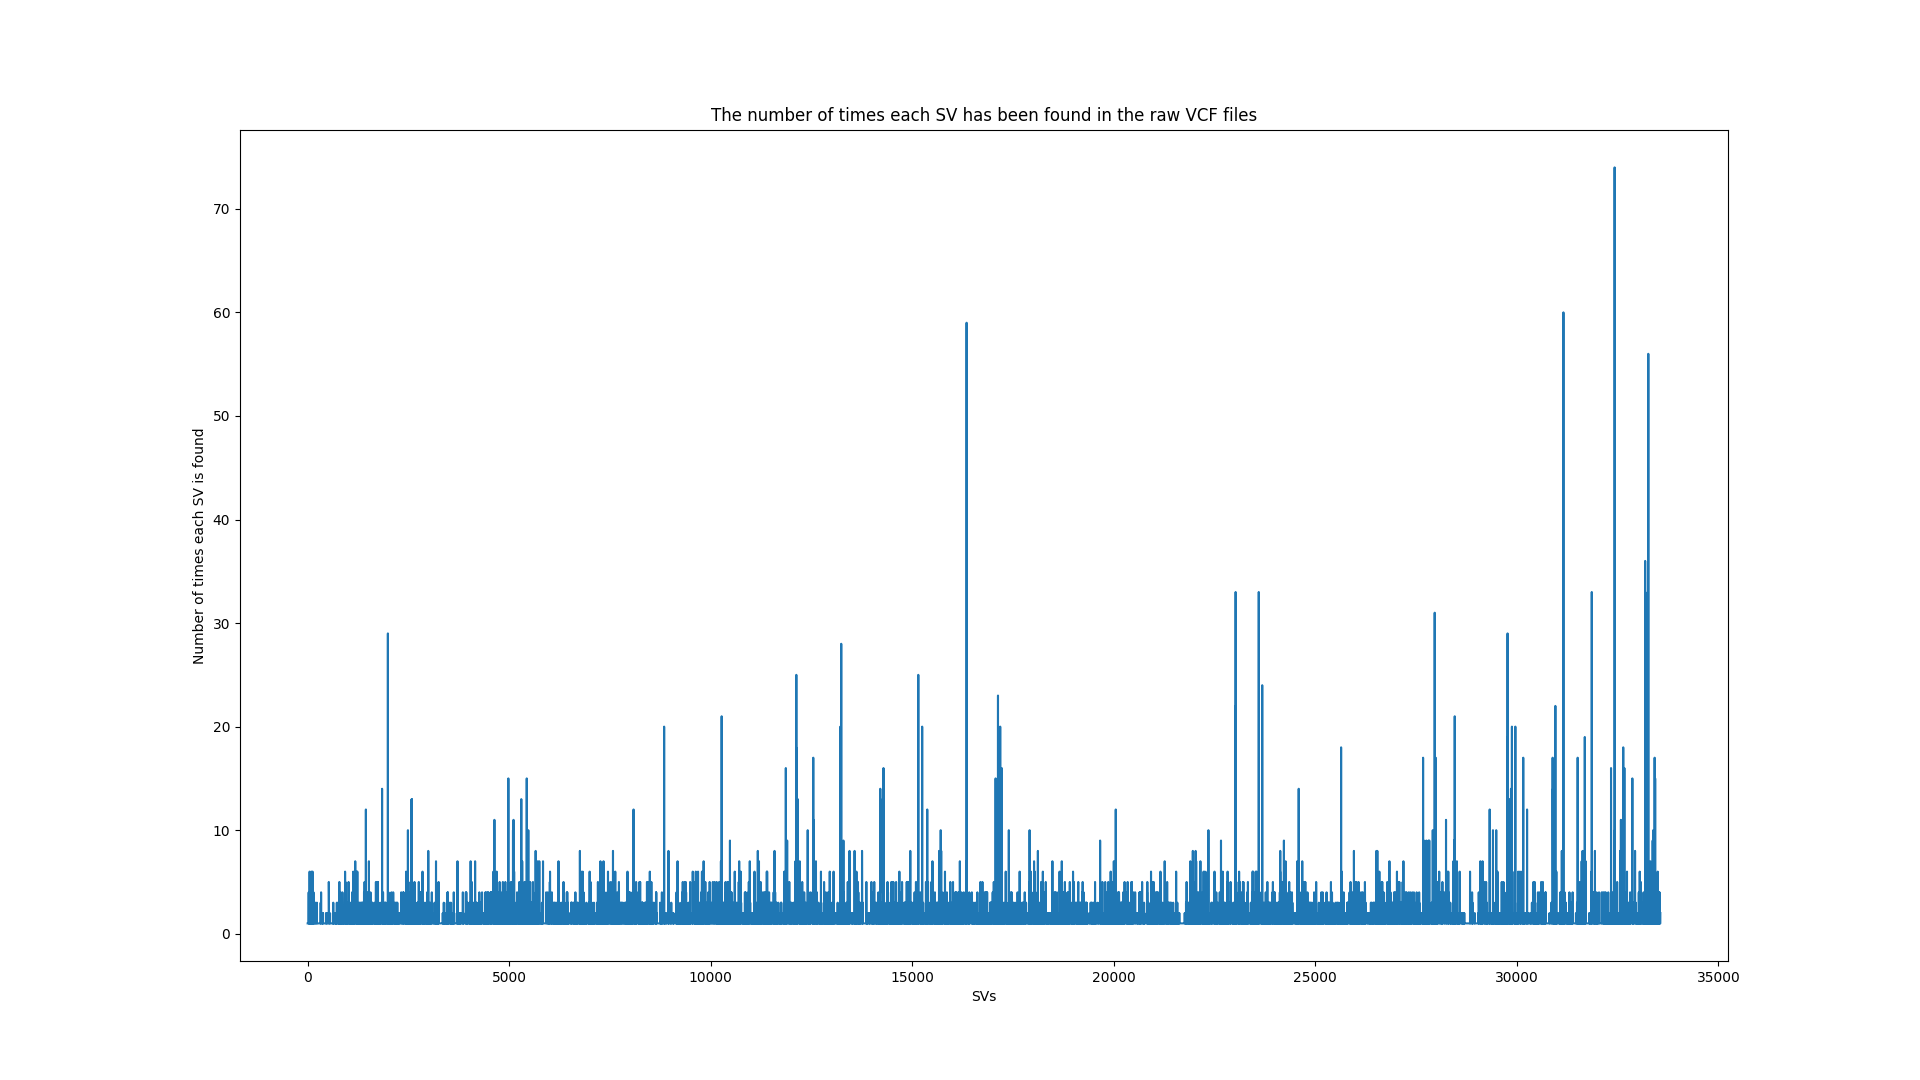 The number of times each SV has been found in the raw VCF files
70
60
50
40
30
20
10
0
Number of times each SV is found
0 5000 10000 15000 20000 25000 30000 35000
SVs